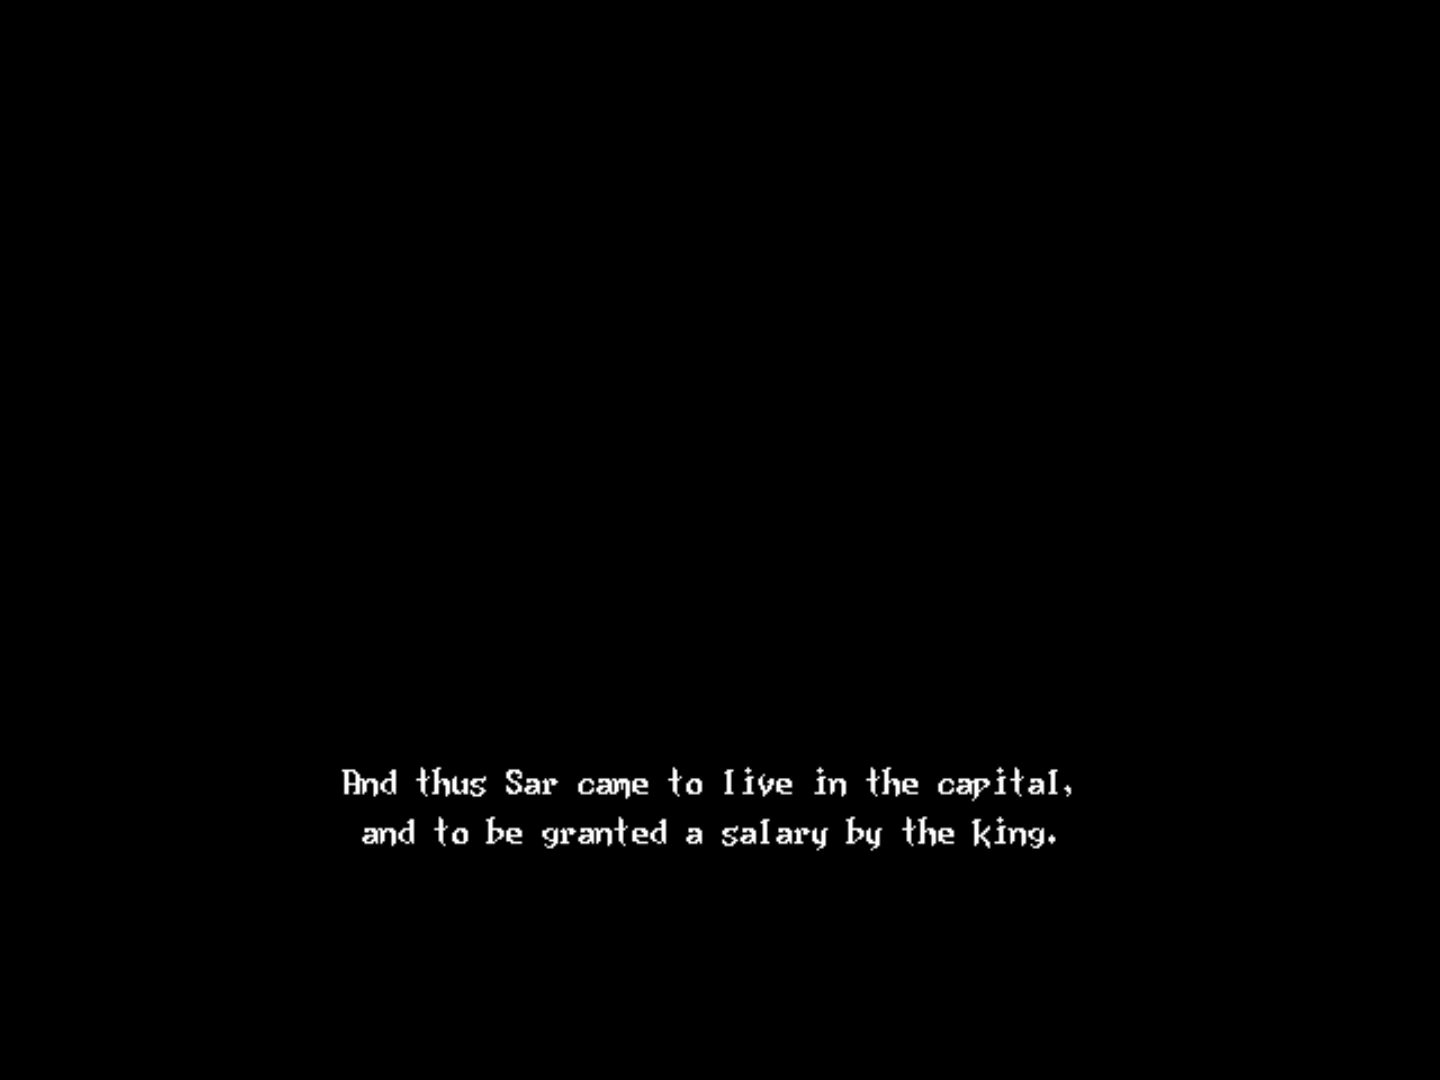 And thus Sar came to live in the capital,
and to be granted a salary by the king.